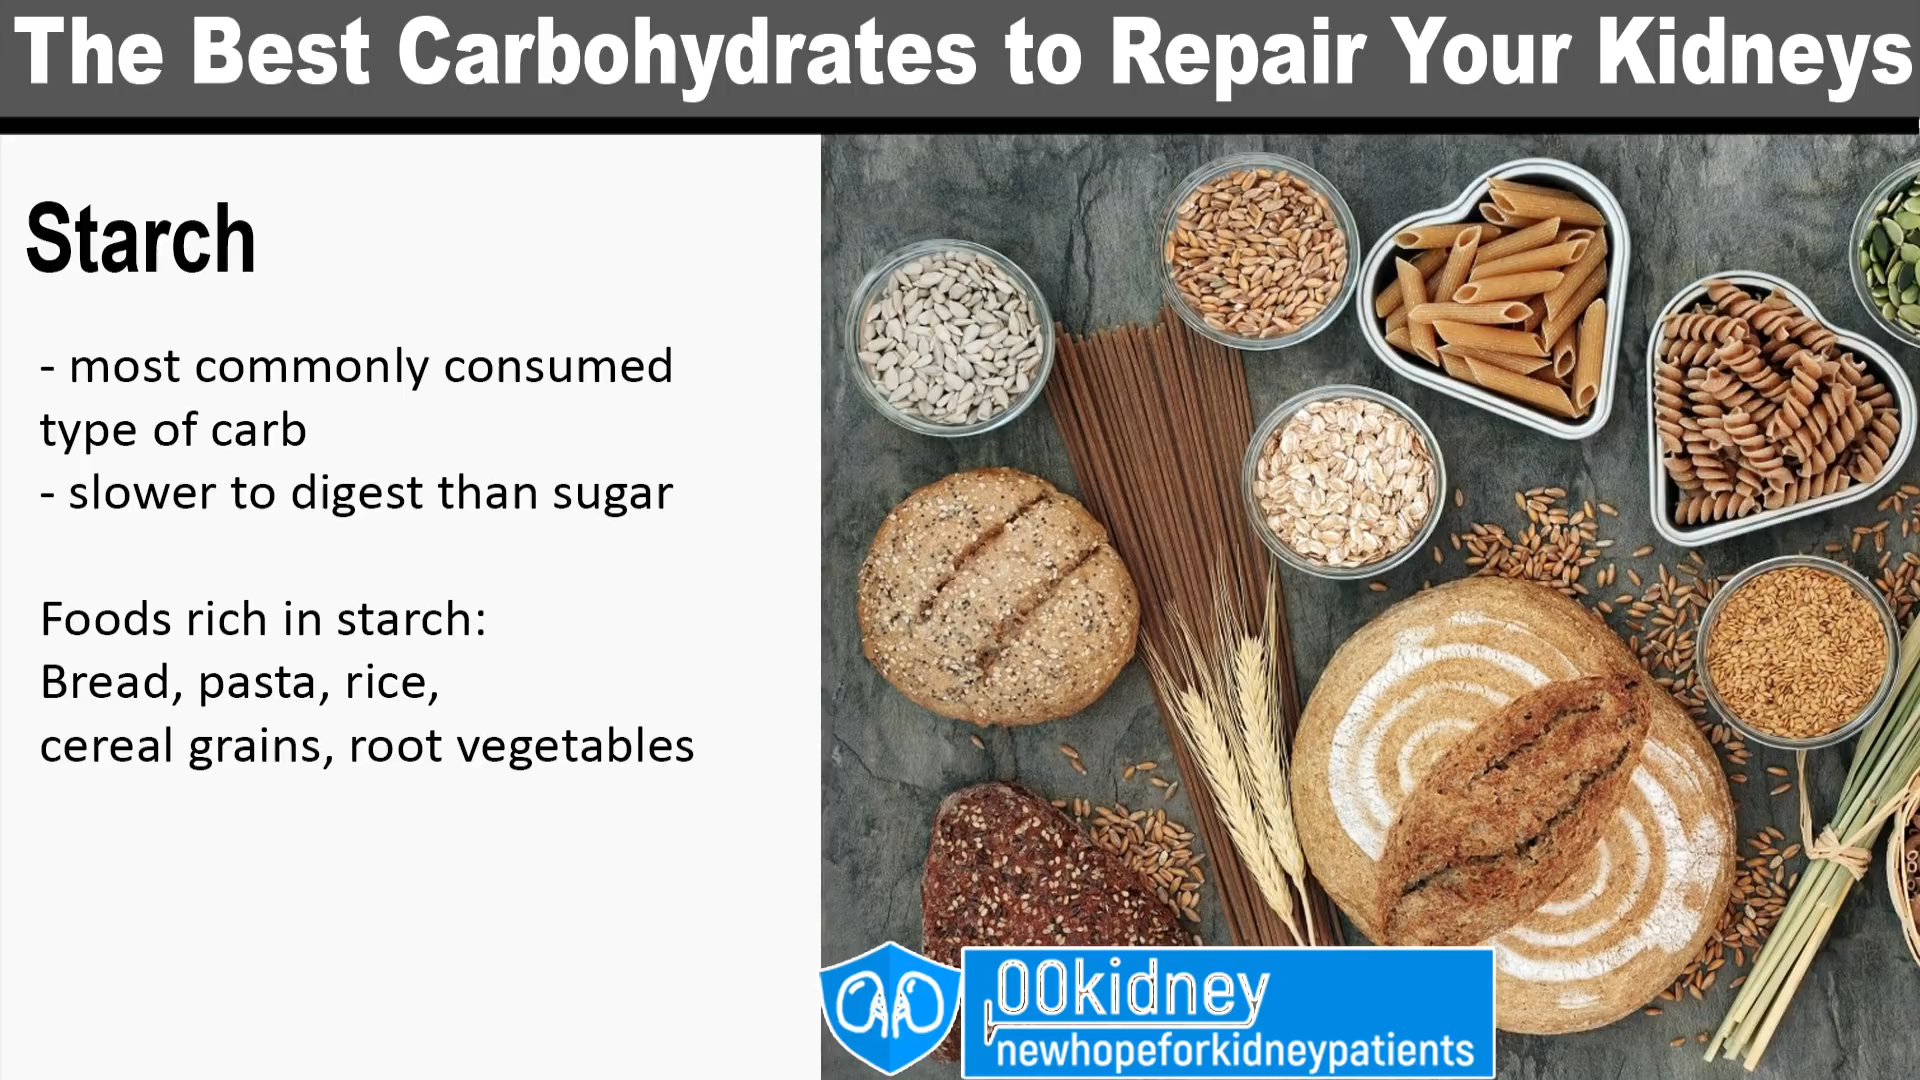 The Best Carbohydrates to Repair Your Kidneys
Starch
- most commonly consumed
type of carb
- slower to digest than sugar
Foods rich in starch:
Bread, pasta, rice,
cereal grains, root vegetables
00kidney
newhopeforkidneypatients